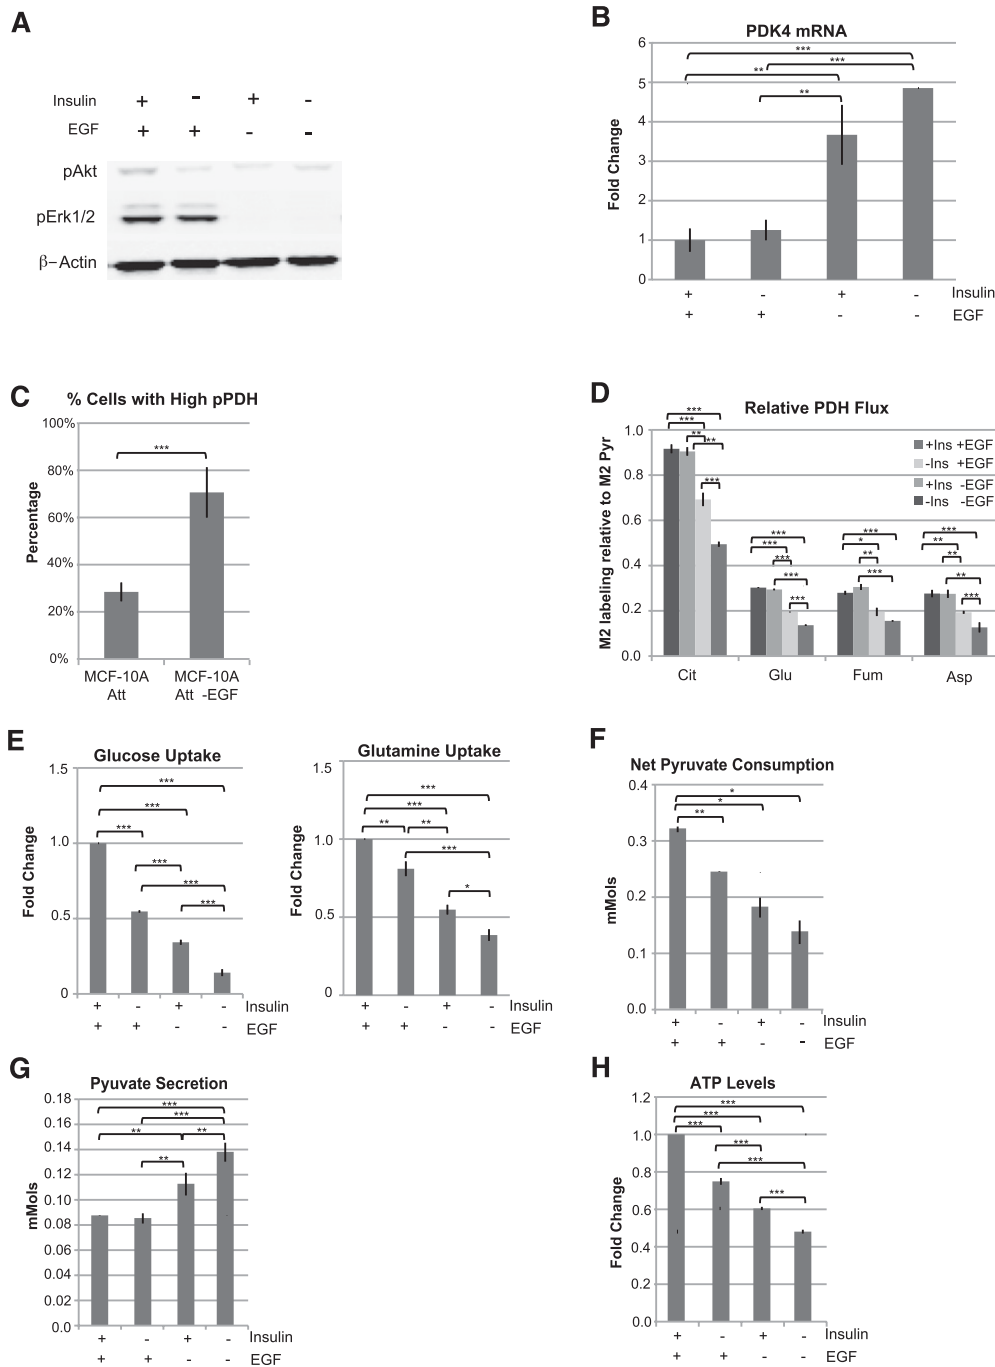 A
Insulin + - + -
EGF + + - -
pAkt
pErk1/2
β-Actin
B
PDK4 mRNA
Fold Change
6
5
4
3
2
1
0
*** 
***
**
**
+ - + - Insulin
+ + - - EGF
C
% Cells with High pPDH
Percentage
100%
80%
60%
40%
20%
0%
***
MCF-10A MCF-10A
Att Att -EGF
D
Relative PDH Flux
M2 labeling relative to M2 Pyr
1.0
0.8
0.6
0.4
0.2
0.0
+Ins +EGF
-Ins +EGF
+Ins -EGF
-Ins -EGF
***
***
**
**
***
***
***
***
***
***
***
*
**
***
***
**
**
**
***
Cit Glu Fum Asp
E
Glucose Uptake
Fold Change
1.5
1.0
0.5
0
***
***
***
***
***
***
+ - + - Insulin
+ + - - EGF
Glutamine Uptake
Fold Change
1.5
1.0
0.5
0
***
***
** **
***
*
+ - + -
+ + - -
F
Net Pyruvate Consumption
mMols
0.4
0.3
0.2
0.1
0.0
*
*
**
+ - + - Insulin
+ + - - EGF
G
Pyuvate Secretion
mMols
0.18
0.16
0.14
0.12
0.10
0.08
0.06
0.04
0.02
0.0
***
***
** **
**
+ - + - Insulin
+ + - - EGF
H
ATP Levels
Fold Change
1.2
1.0
0.8
0.6
0.4
0.2
0.0
***
***
***
***
***
***
+ - + - Insulin
+ + - - EGF